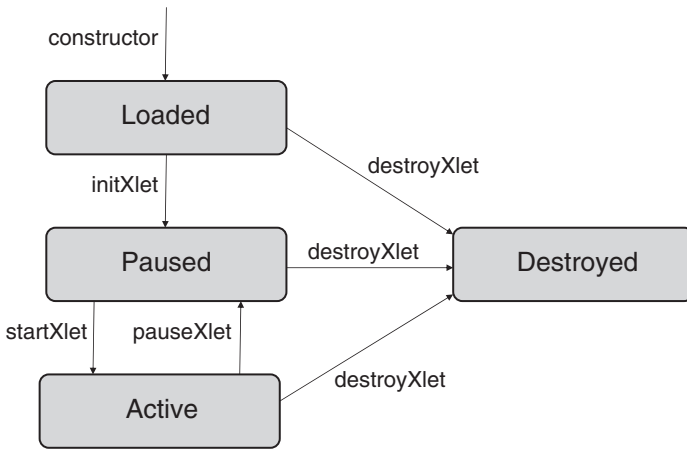 constructor
Loaded
destroyXlet
initXlet
Paused
destroyXlet
Destroyed
startXlet
pauseXlet
destroyXlet
Active